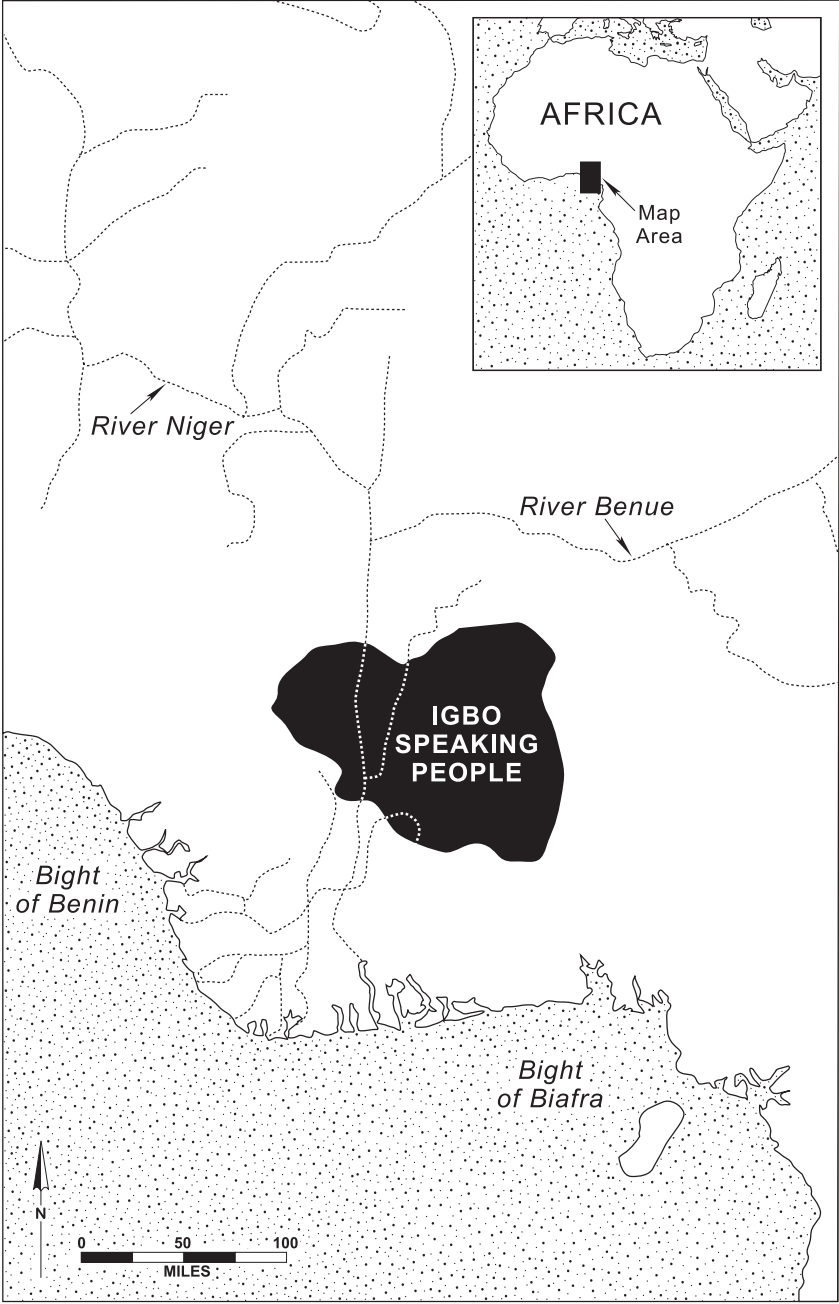 AFRICA
Map
Area
River Niger
River Benue
IGBO
SPEAKING
PEOPLE
Bight
of Benin
Bight
of Biafra
N
0 50 100
MILES